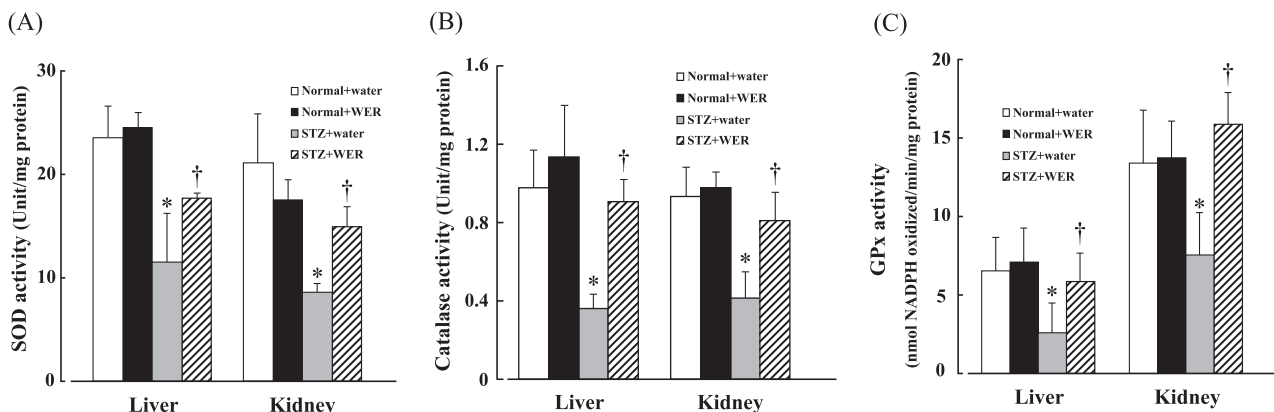 (A)
SOD activity (Unit/mg protein)
30
20
10
0
Normal+water
Normal+WER
STZ+water
STZ+WER
*
†
*
†
Liver
Kidney
(B)
Catalase activity (Unit/mg protein)
1.6
1.2
0.8
0.4
0
Normal+water
Normal+WER
STZ+water
STZ+WER
*
†
*
†
Liver
Kidney
(C)
GPx activity
(nmol NADPH oxidized/min/mg protein)
20
15
10
5
0
Normal+water
Normal+WER
STZ+water
STZ+WER
*
†
*
†
Liver
Kidney